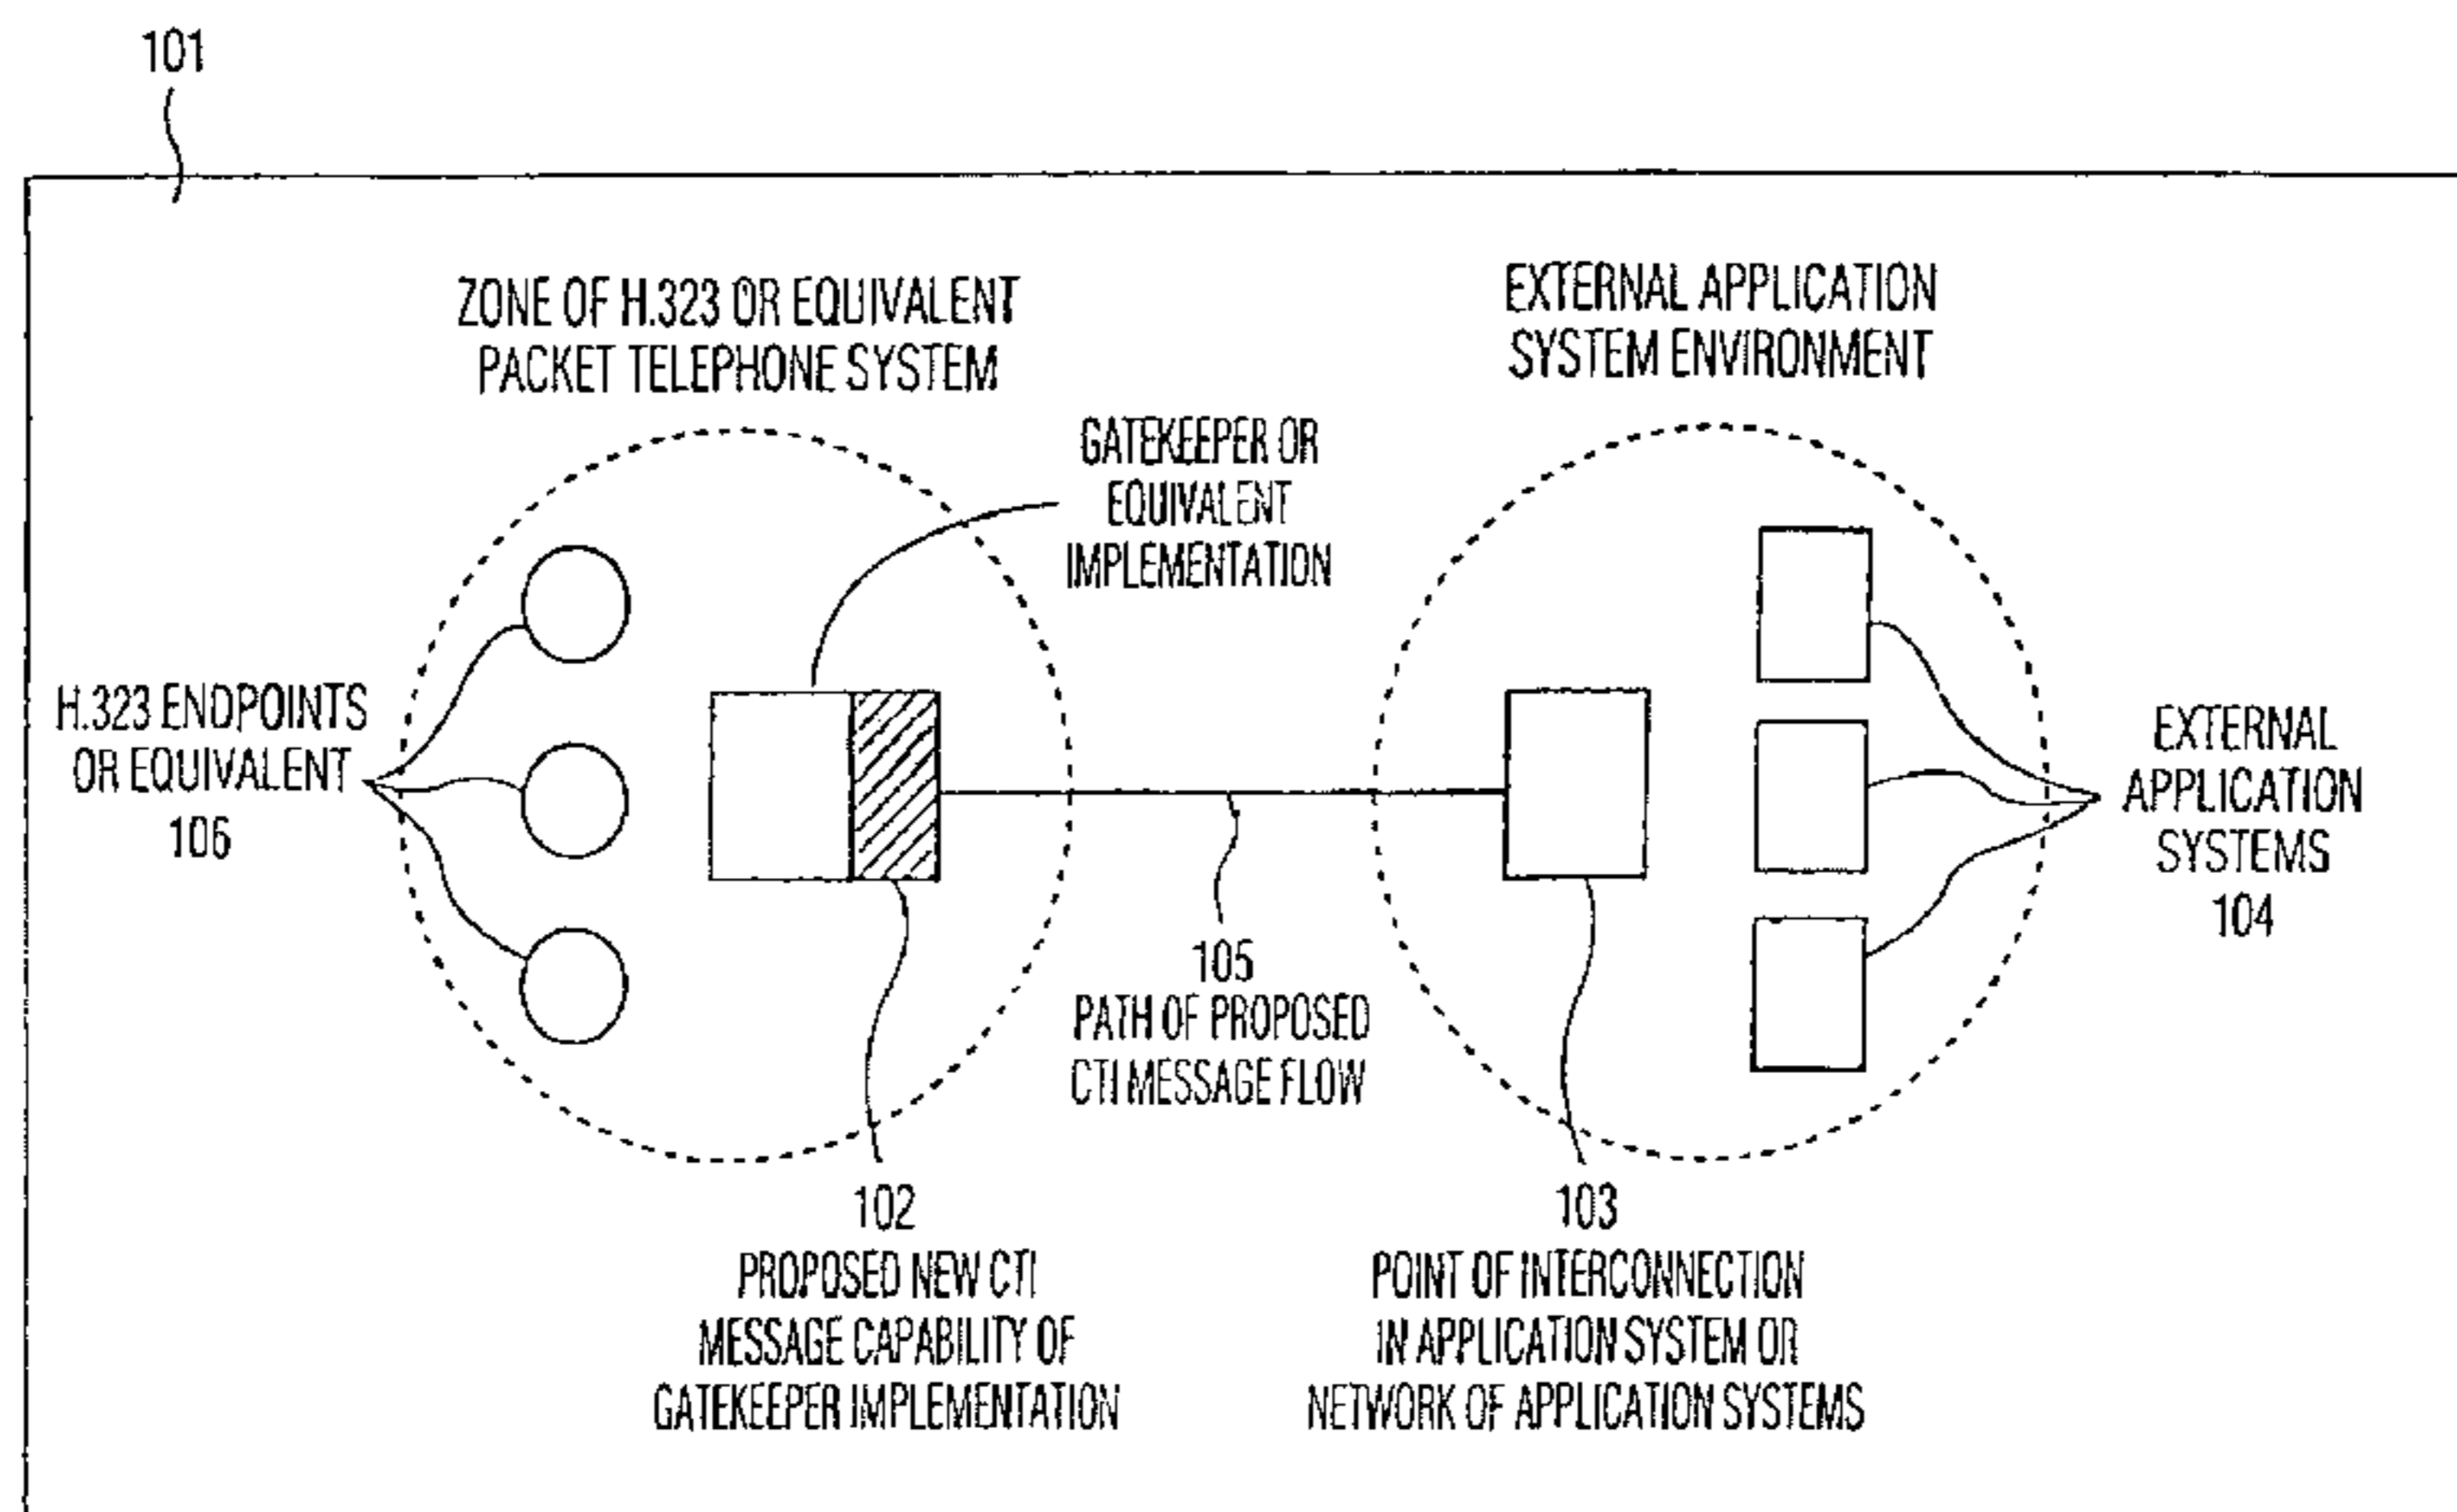 101
ZONE OF H.323 OR EQUIVALENT
PACKET TELEPHONE SYSTEM
EXTERNAL APPLICATION
SYSTEM ENVIRONMENT
GATEKEEPER OR
EQUIVALENT
IMPLEMENTATION
H.323 ENDPOINTS
OR EQUIVALENT
106
EXTERNAL
APPLICATION
SYSTEMS
104
105
PATH OF PROPOSED
CTI MESSAGE FLOW
102
PROPOSED NEW CTI
MESSAGE CAPABILITY OF
GATEKEEPER IMPLEMENTATION
103
POINT OF INTERCONNECTION
IN APPLICATION SYSTEM OR
NETWORK OF APPLICATION SYSTEMS